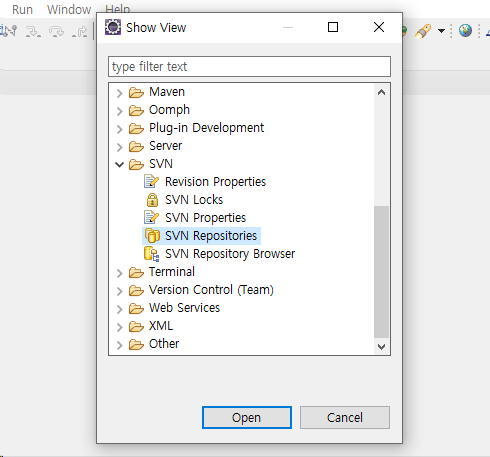 Run Window Help
Show View
type filter text
Maven
Oomph
Plug-in Development
Server
SVN
Revision Properties
SVN Locks
SVN Properties
SVN Repositories
SVN Repository Browser
Terminal
Version Control (Team)
Web Services
XML
Other
Open Cancel